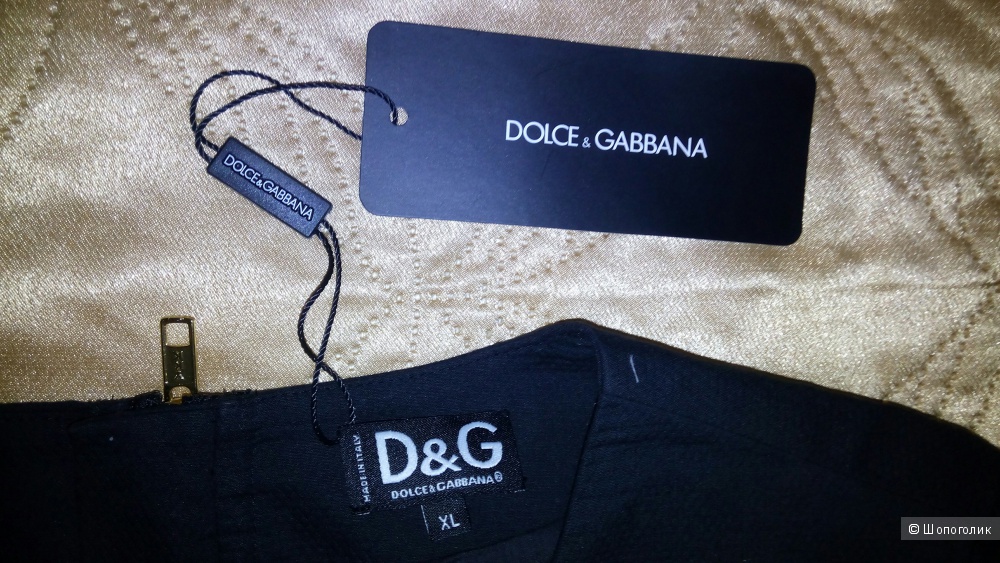 DOLCE & GABBANA
DOLCE&GABBANA
MADE IN ITALY
D&G
DOLCE & GABBANA®
XL
© Шопоголик